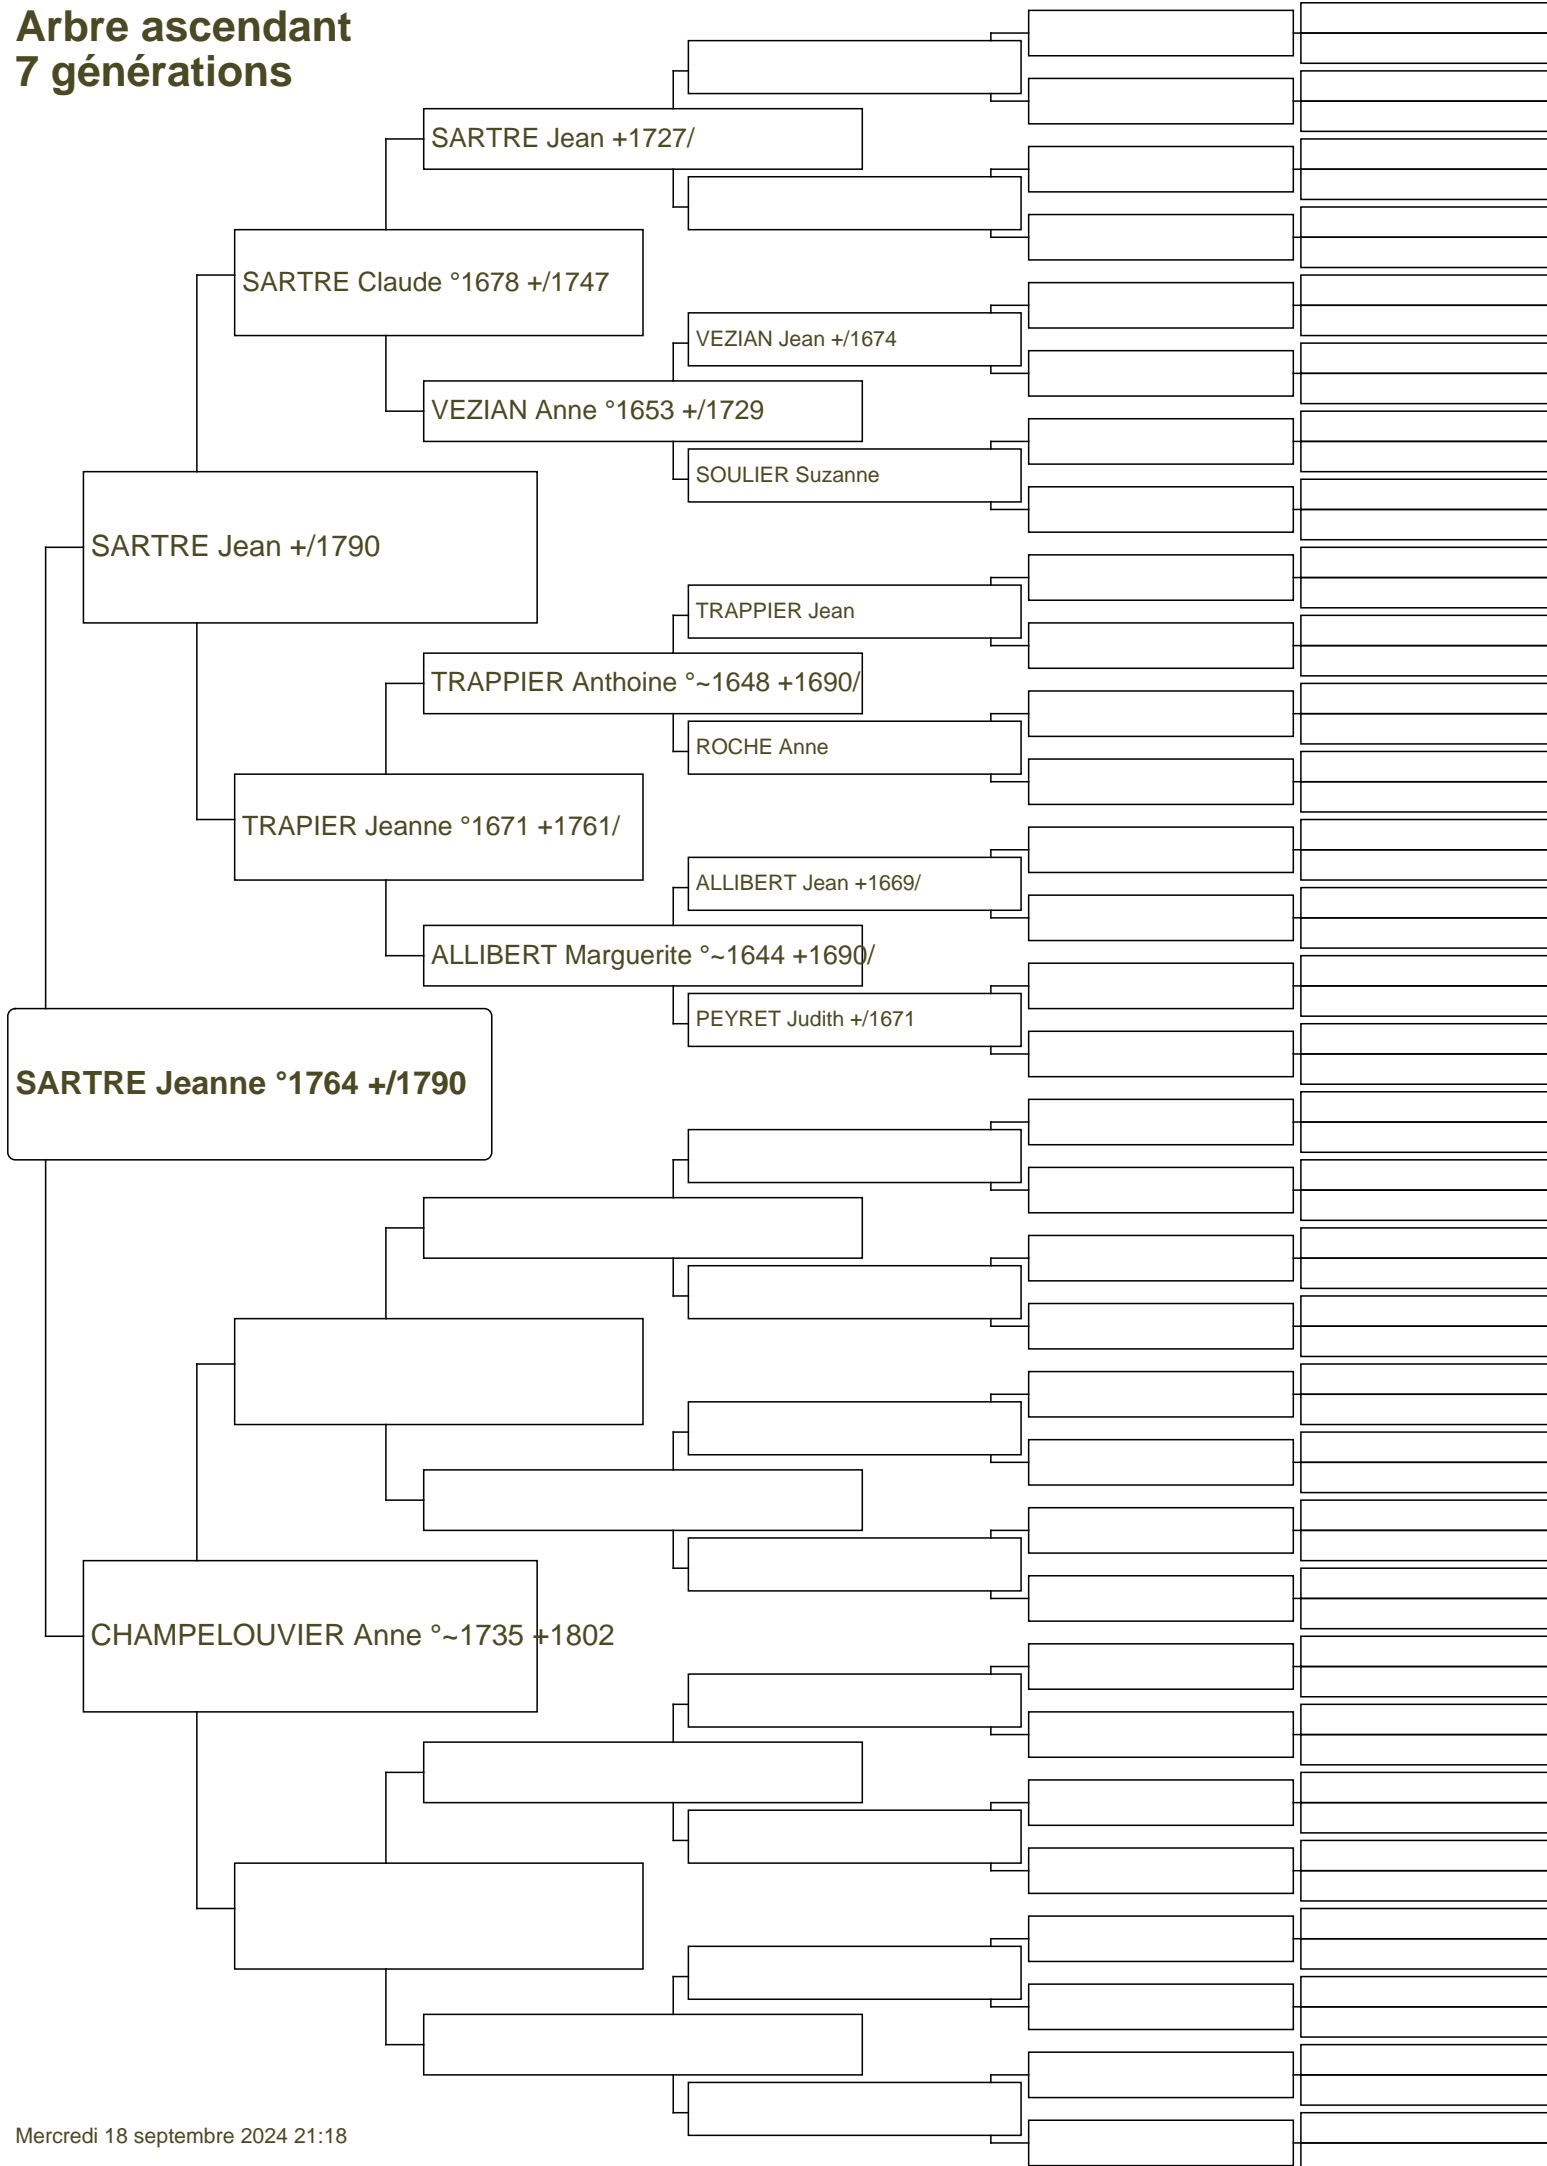 Arbre ascendant
7 générations
SARTRE Jean +1727/
SARTRE Claude °1678 +/1747
VEZIAN Jean +/1674
VEZIAN Anne °1653 +/1729
SOULIER Suzanne
SARTRE Jean +/1790
TRAPPIER Jean
TRAPPIER Anthoine °~1648 +1690/
ROCHE Anne
TRAPIER Jeanne °1671 +1761/
ALLIBERT Jean +1669/
ALLIBERT Marguerite °~1644 +1690/
PEYRET Judith +/1671
SARTRE Jeanne °1764 +/1790
CHAMPELOUVIER Anne °~1735 +1802
Mercredi 18 septembre 2024 21:18